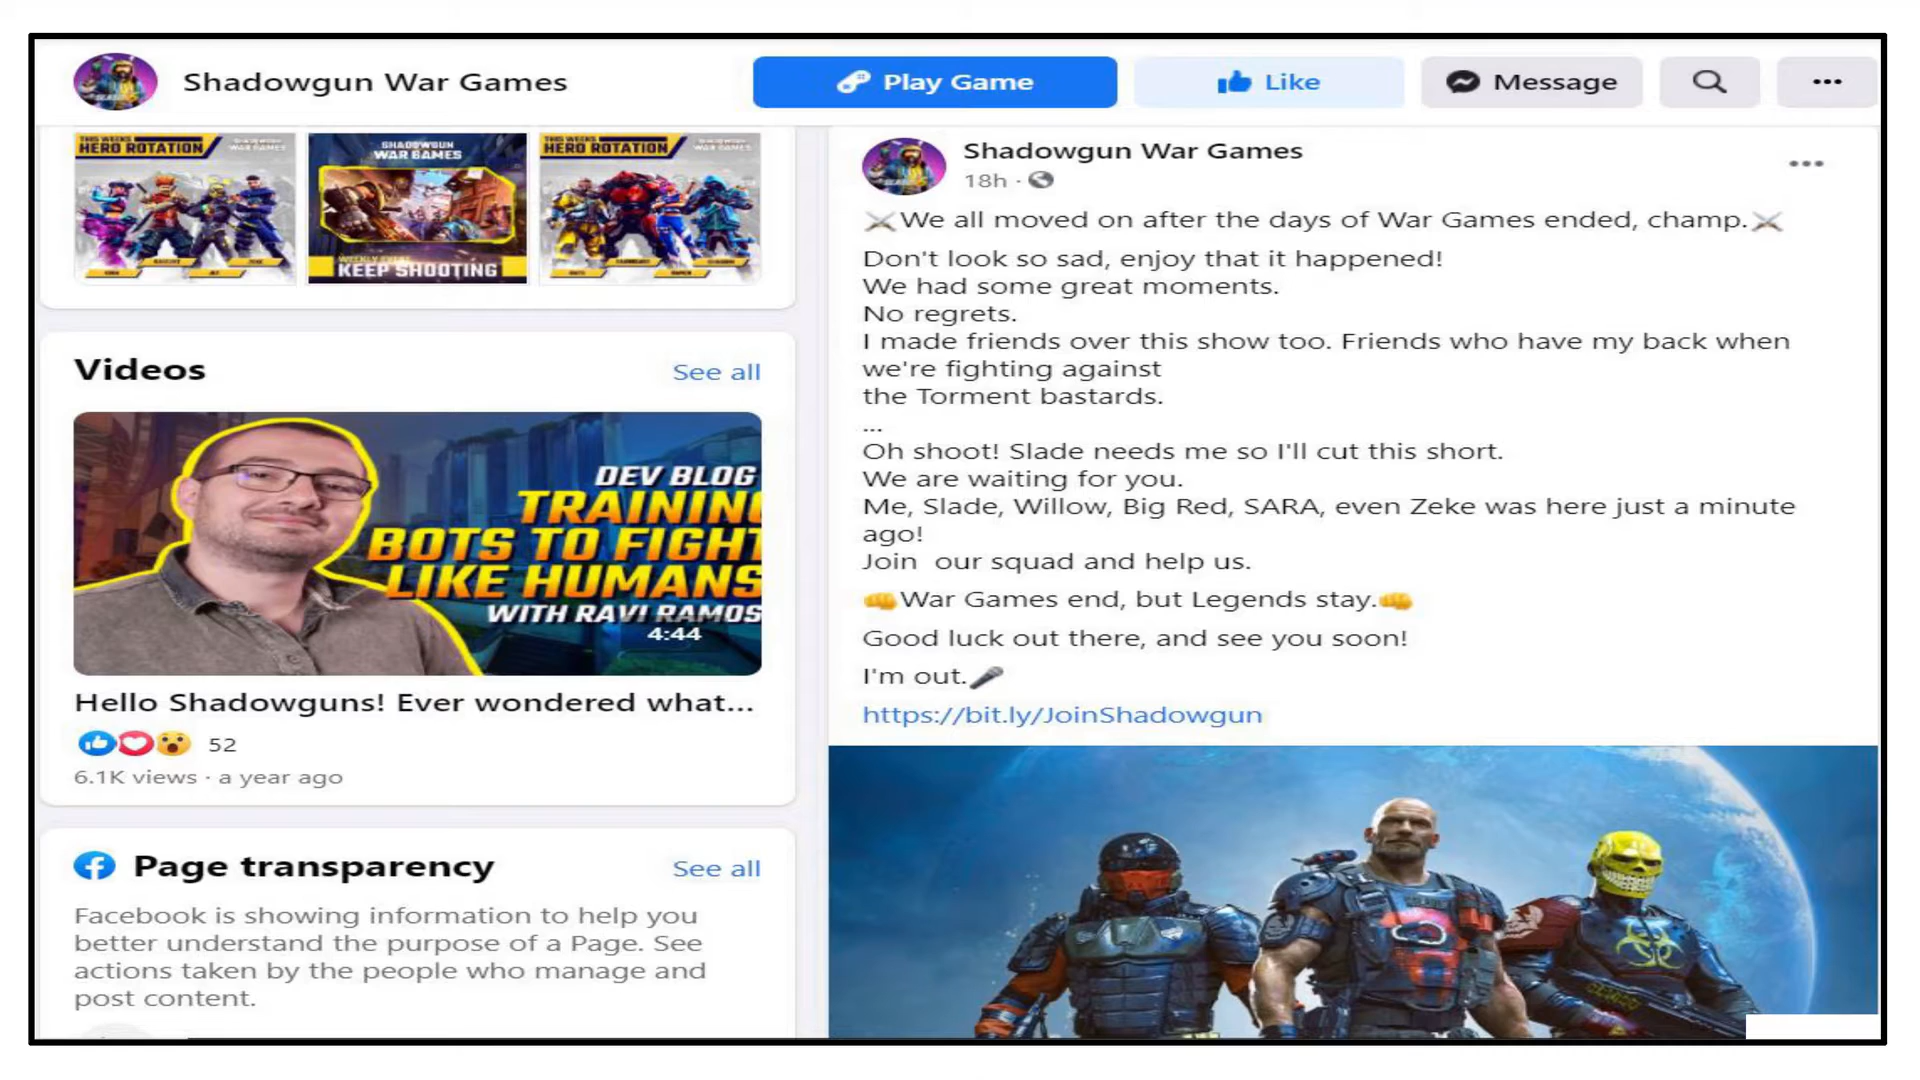 Shadowgun War Games
Play Game
Like
Message
THIS WEEKS
HERO ROTATION
SHADOWGUN
WAR GAMES
SHADOWGUN
WAR GAMES
WEEKLY EVENT
KEEP SHOOTING
THIS WEEKS
HERO ROTATION
SHADOWGUN
WAR GAMES
Videos
See all
DEV BLOG
TRAINING
BOTS TO FIGHT
LIKE HUMANS
WITH RAVI RAMOS
4:44
Hello Shadowguns! Ever wondered what...
52
6.1K views · a year ago
Page transparency
See all
Facebook is showing information to help you
better understand the purpose of a Page. See
actions taken by the people who manage and
post content.
Shadowgun War Games
18h ·
⚔We all moved on after the days of War Games ended, champ.⚔
Don't look so sad, enjoy that it happened!
We had some great moments.
No regrets.
I made friends over this show too. Friends who have my back when
we're fighting against
the Torment bastards.
...
Oh shoot! Slade needs me so I'll cut this short.
We are waiting for you.
Me, Slade, Willow, Big Red, SARA, even Zeke was here just a minute
ago!
Join our squad and help us.
👊War Games end, but Legends stay.👊
Good luck out there, and see you soon!
I'm out.🎤
https://bit.ly/JoinShadowgun